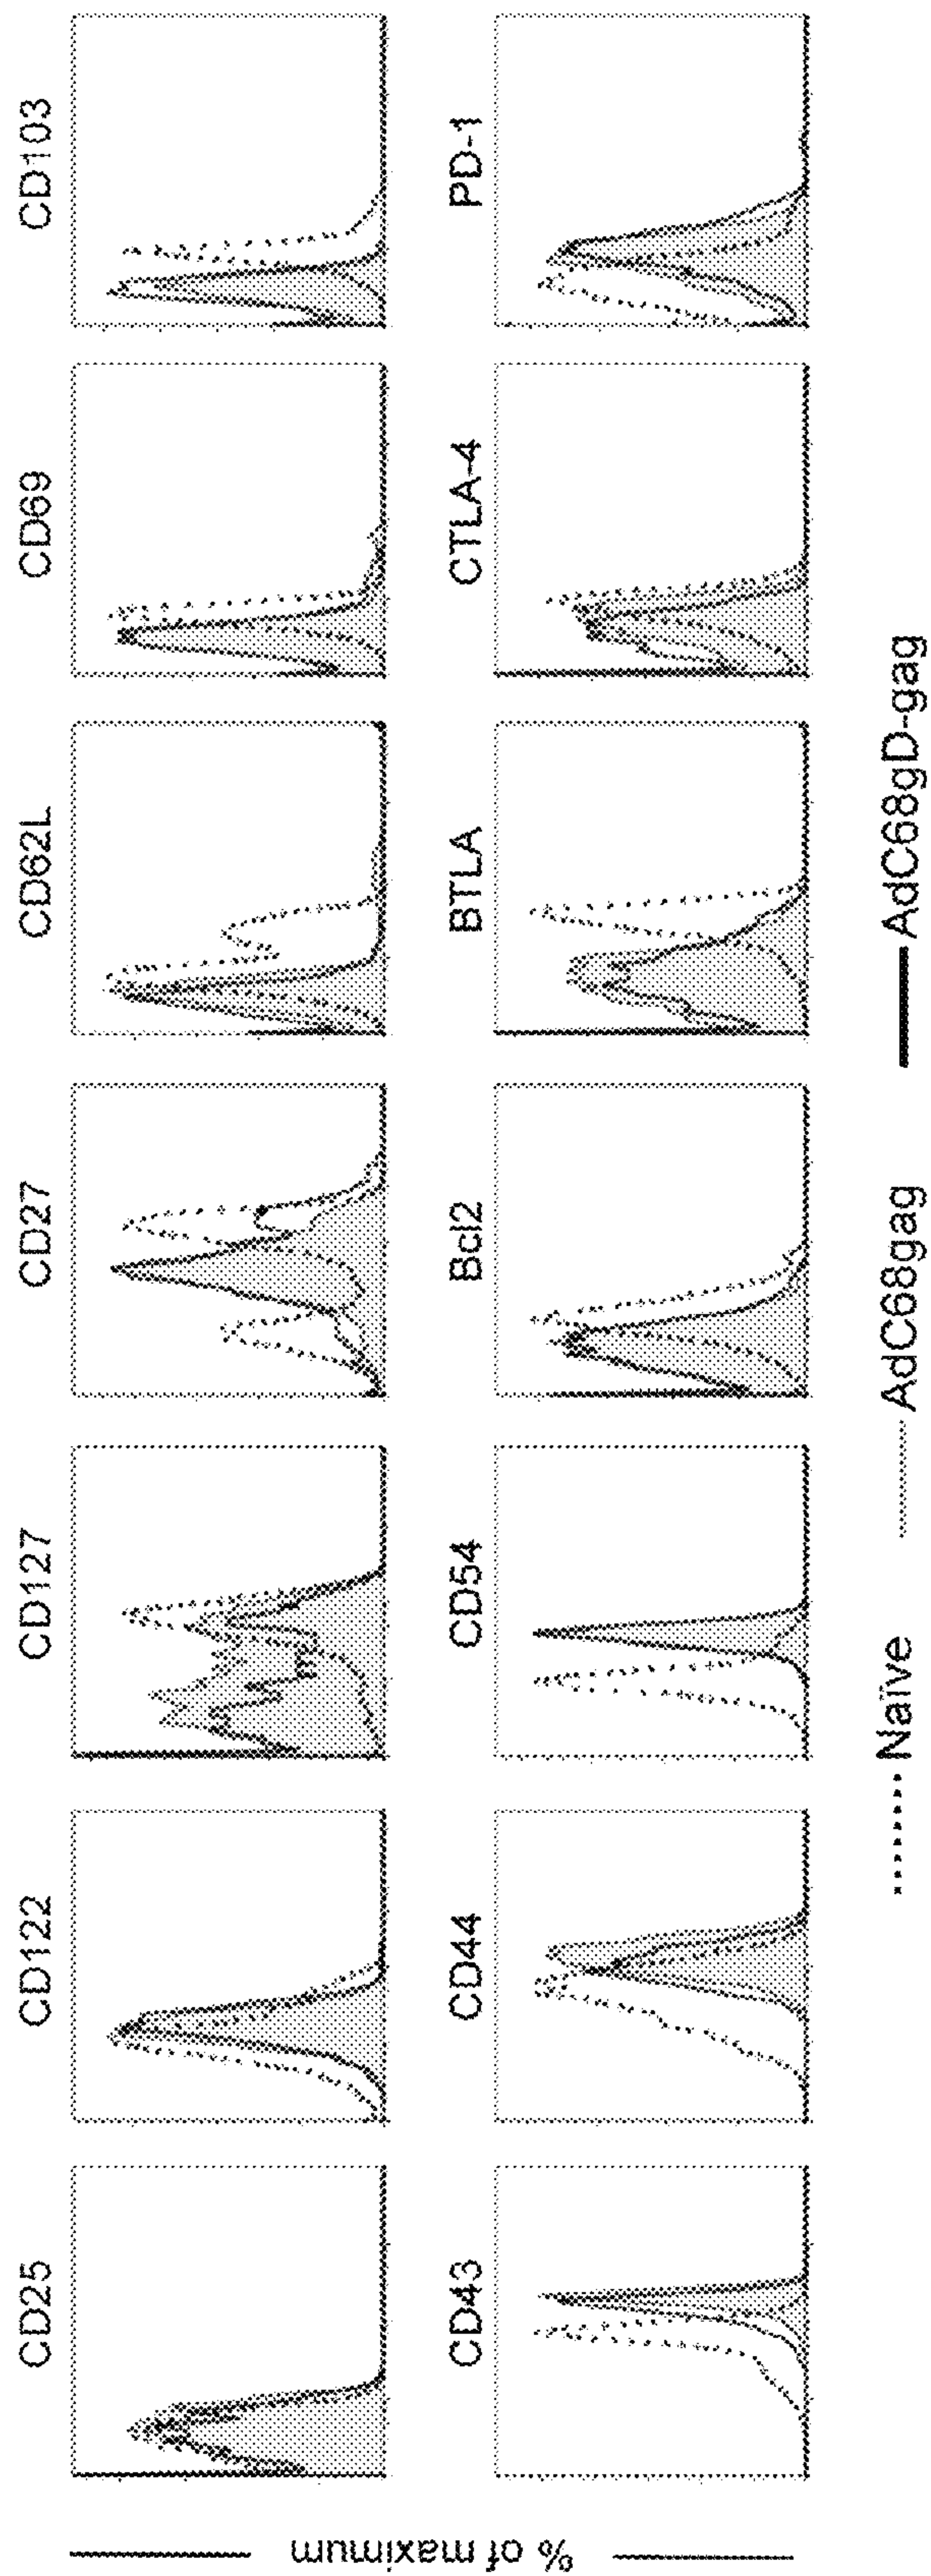 CD25 CD122 CD127 CD27 CD62L CD69 CD103
CD43 CD44 CD54 Bcl2 BTLA CTLA-4 PD-1
% of maximum
Naïve AdC68gag AdC68gD-gag